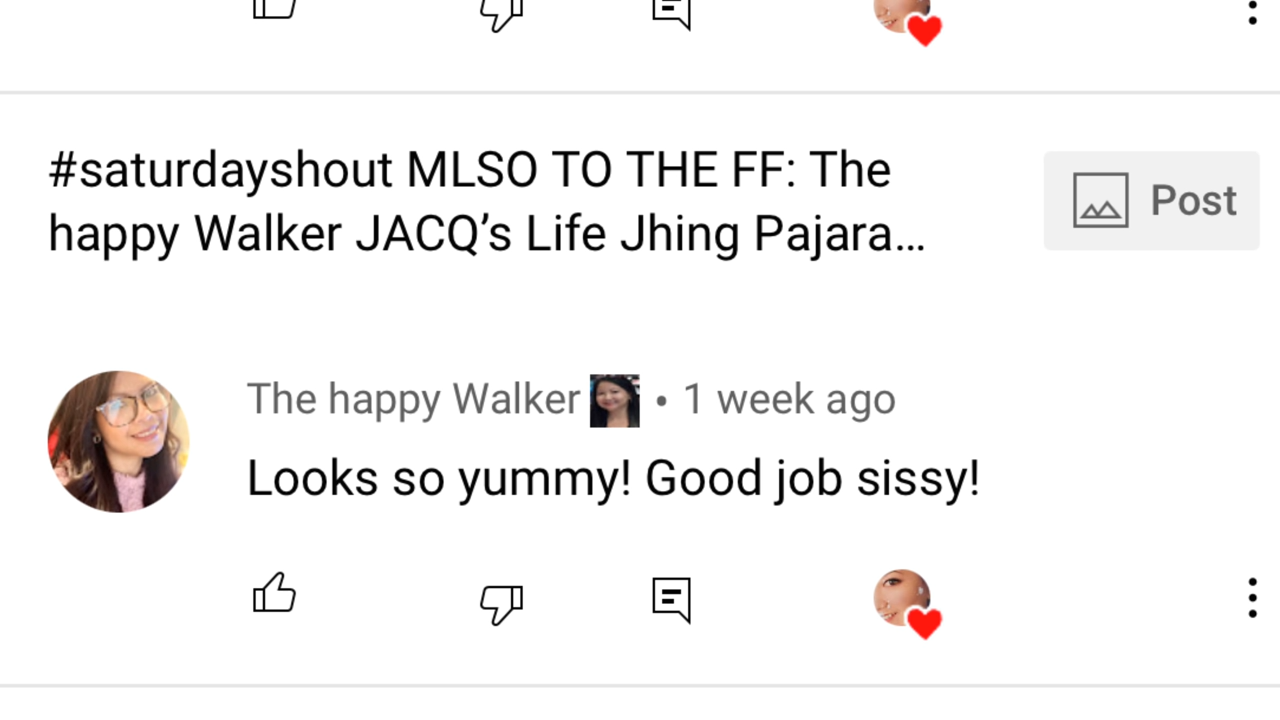 #saturdayshout MLSO TO THE FF: The
happy Walker JACQ’s Life Jhing Pajara...
Post
The happy Walker • 1 week ago
Looks so yummy! Good job sissy!